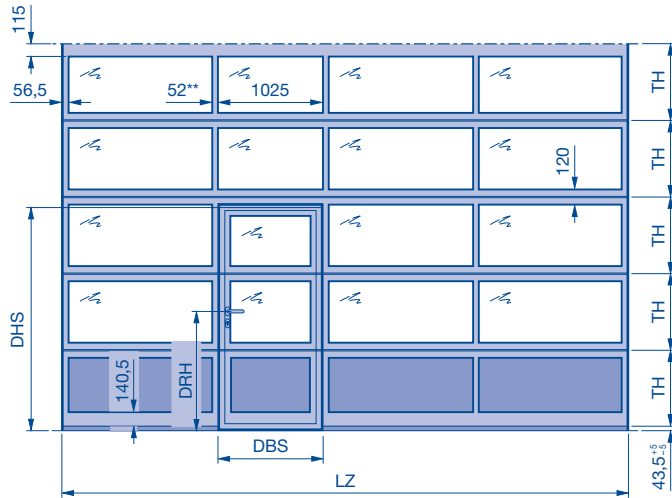 115
56,5
52**
1025
TH
TH
120
TH
DHS
TH
DRH
140,5
TH
DBS
43,5 +5 -5
LZ